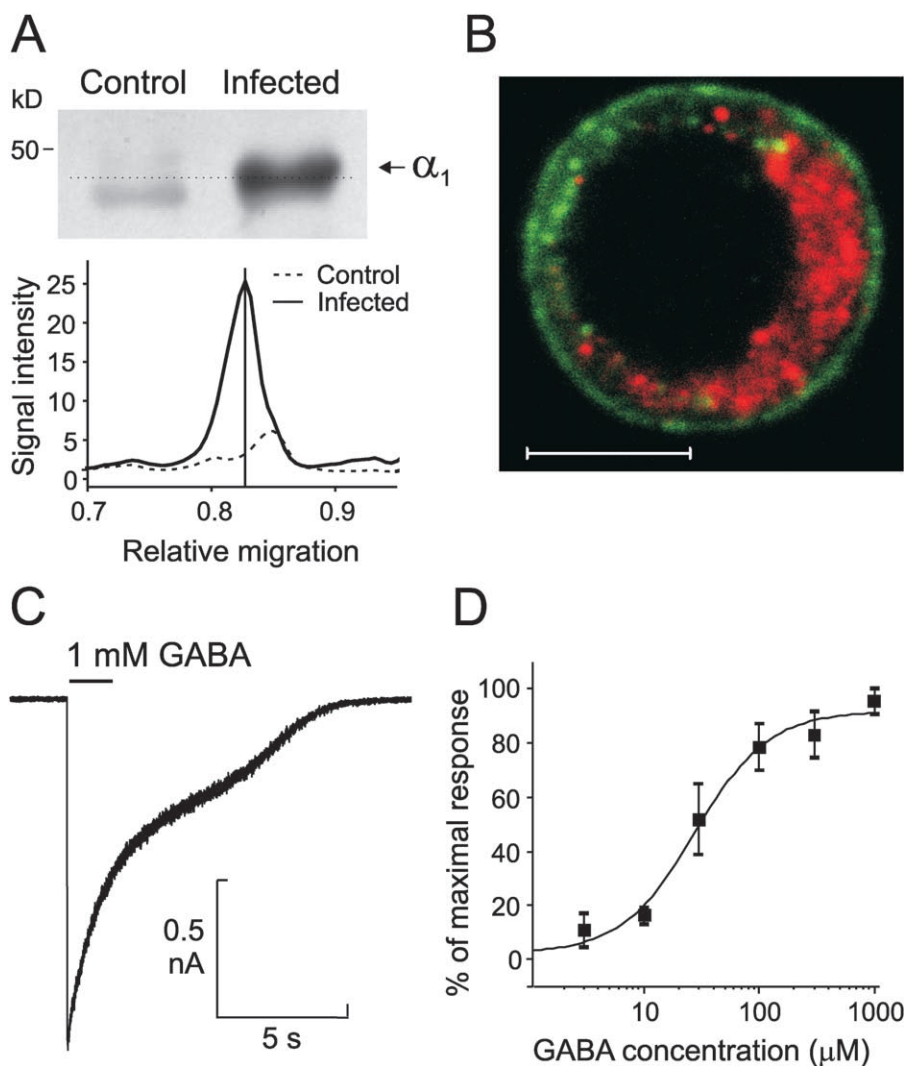 A
Control Infected
kD
50
α1
25
20
15
10
5
0
Signal intensity
Control
Infected
0.7 0.8 0.9
Relative migration
B
C
1 mM GABA
0.5
nA
5 s
D
100
80
60
40
20
0
% of maximal response
10 100 1000
GABA concentration (μM)